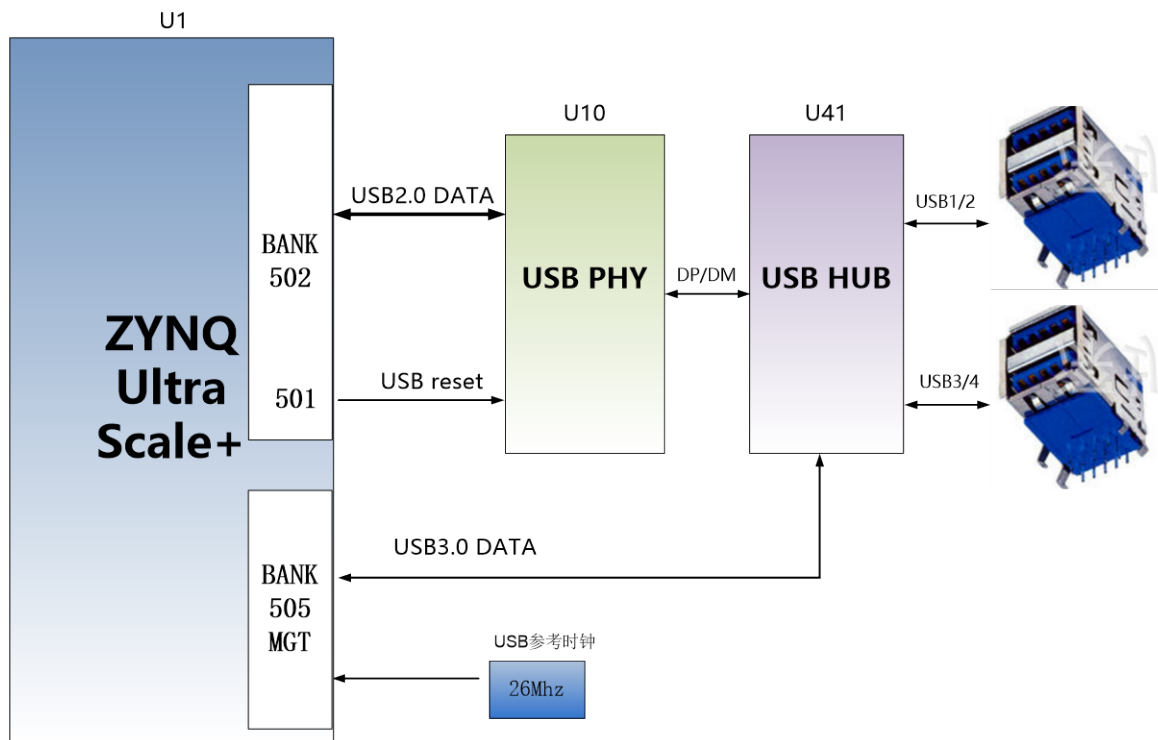 U1
U10
U41
USB2.0 DATA
USB1/2
BANK
502
USB PHY
DP/DM
USB HUB
ZYNQ
Ultra
Scale+
501
USB reset
USB3/4
USB3.0 DATA
BANK
505
MGT
USB参考时钟
26Mhz